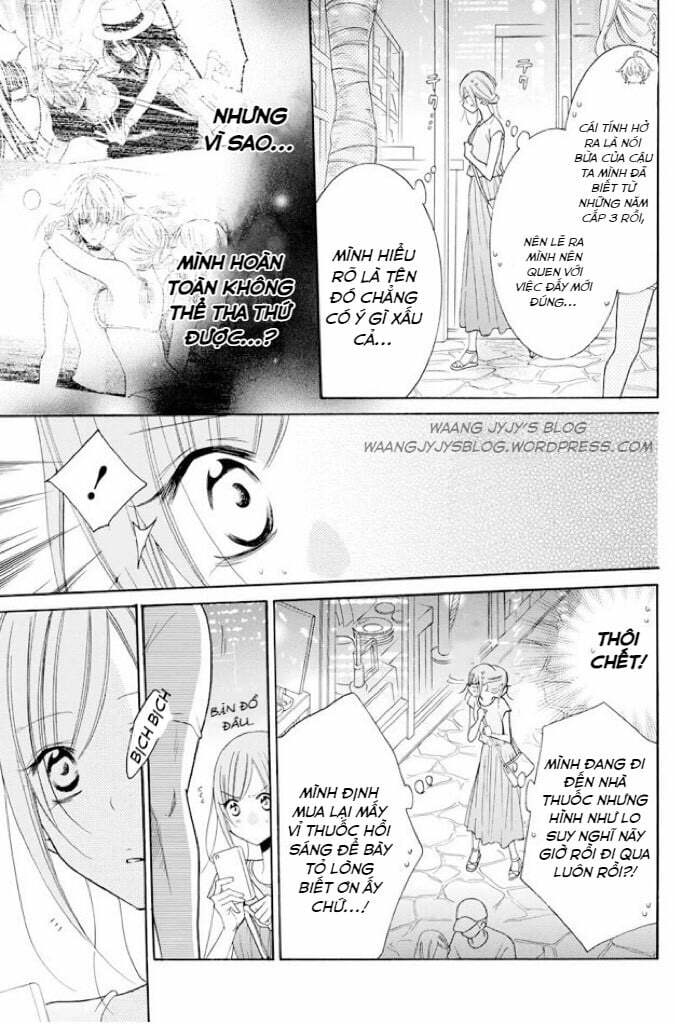 CÁI TÍNH HỞ
RA LÀ NÓI
BỪA CỦA CẬU
TA MÌNH ĐÃ
BIẾT TỪ
NHỮNG NĂM
CẤP 3 RỒI,
NÊN LẼ RA
MÌNH NÊN
QUEN VỚI
VIỆC ĐẤY MỚI
ĐÚNG...
テク
テク
MÌNH HIỂU
RÕ LÀ TÊN
ĐÓ CHẲNG
CÓ Ý GÌ XẤU
CẢ...
NHƯNG
VÌ SAO...
MÌNH HOÀN
TOÀN KHÔNG
THỂ THA THỨ
ĐƯỢC...?
WAANG JYJY'S BLOG
WAANGJYJYSBLOG.WORDPRESS.COM
!
THÔI
CHẾT!
MÌNH ĐANG ĐI
ĐẾN NHÀ
THUỐC NHƯNG
HÌNH NHƯ LO
SUY NGHĨ NÃY
GIỜ RỒI ĐI QUA
LUÔN RỒI?!
MÌNH ĐỊNH
MUA LẠI MẤY
VỈ THUỐC HỒI
SÁNG ĐỂ BÀY
TỎ LÒNG
BIẾT ƠN ẤY
CHỨ...!
BẢN ĐỒ
ĐÂU..
BỊCH BỊCH